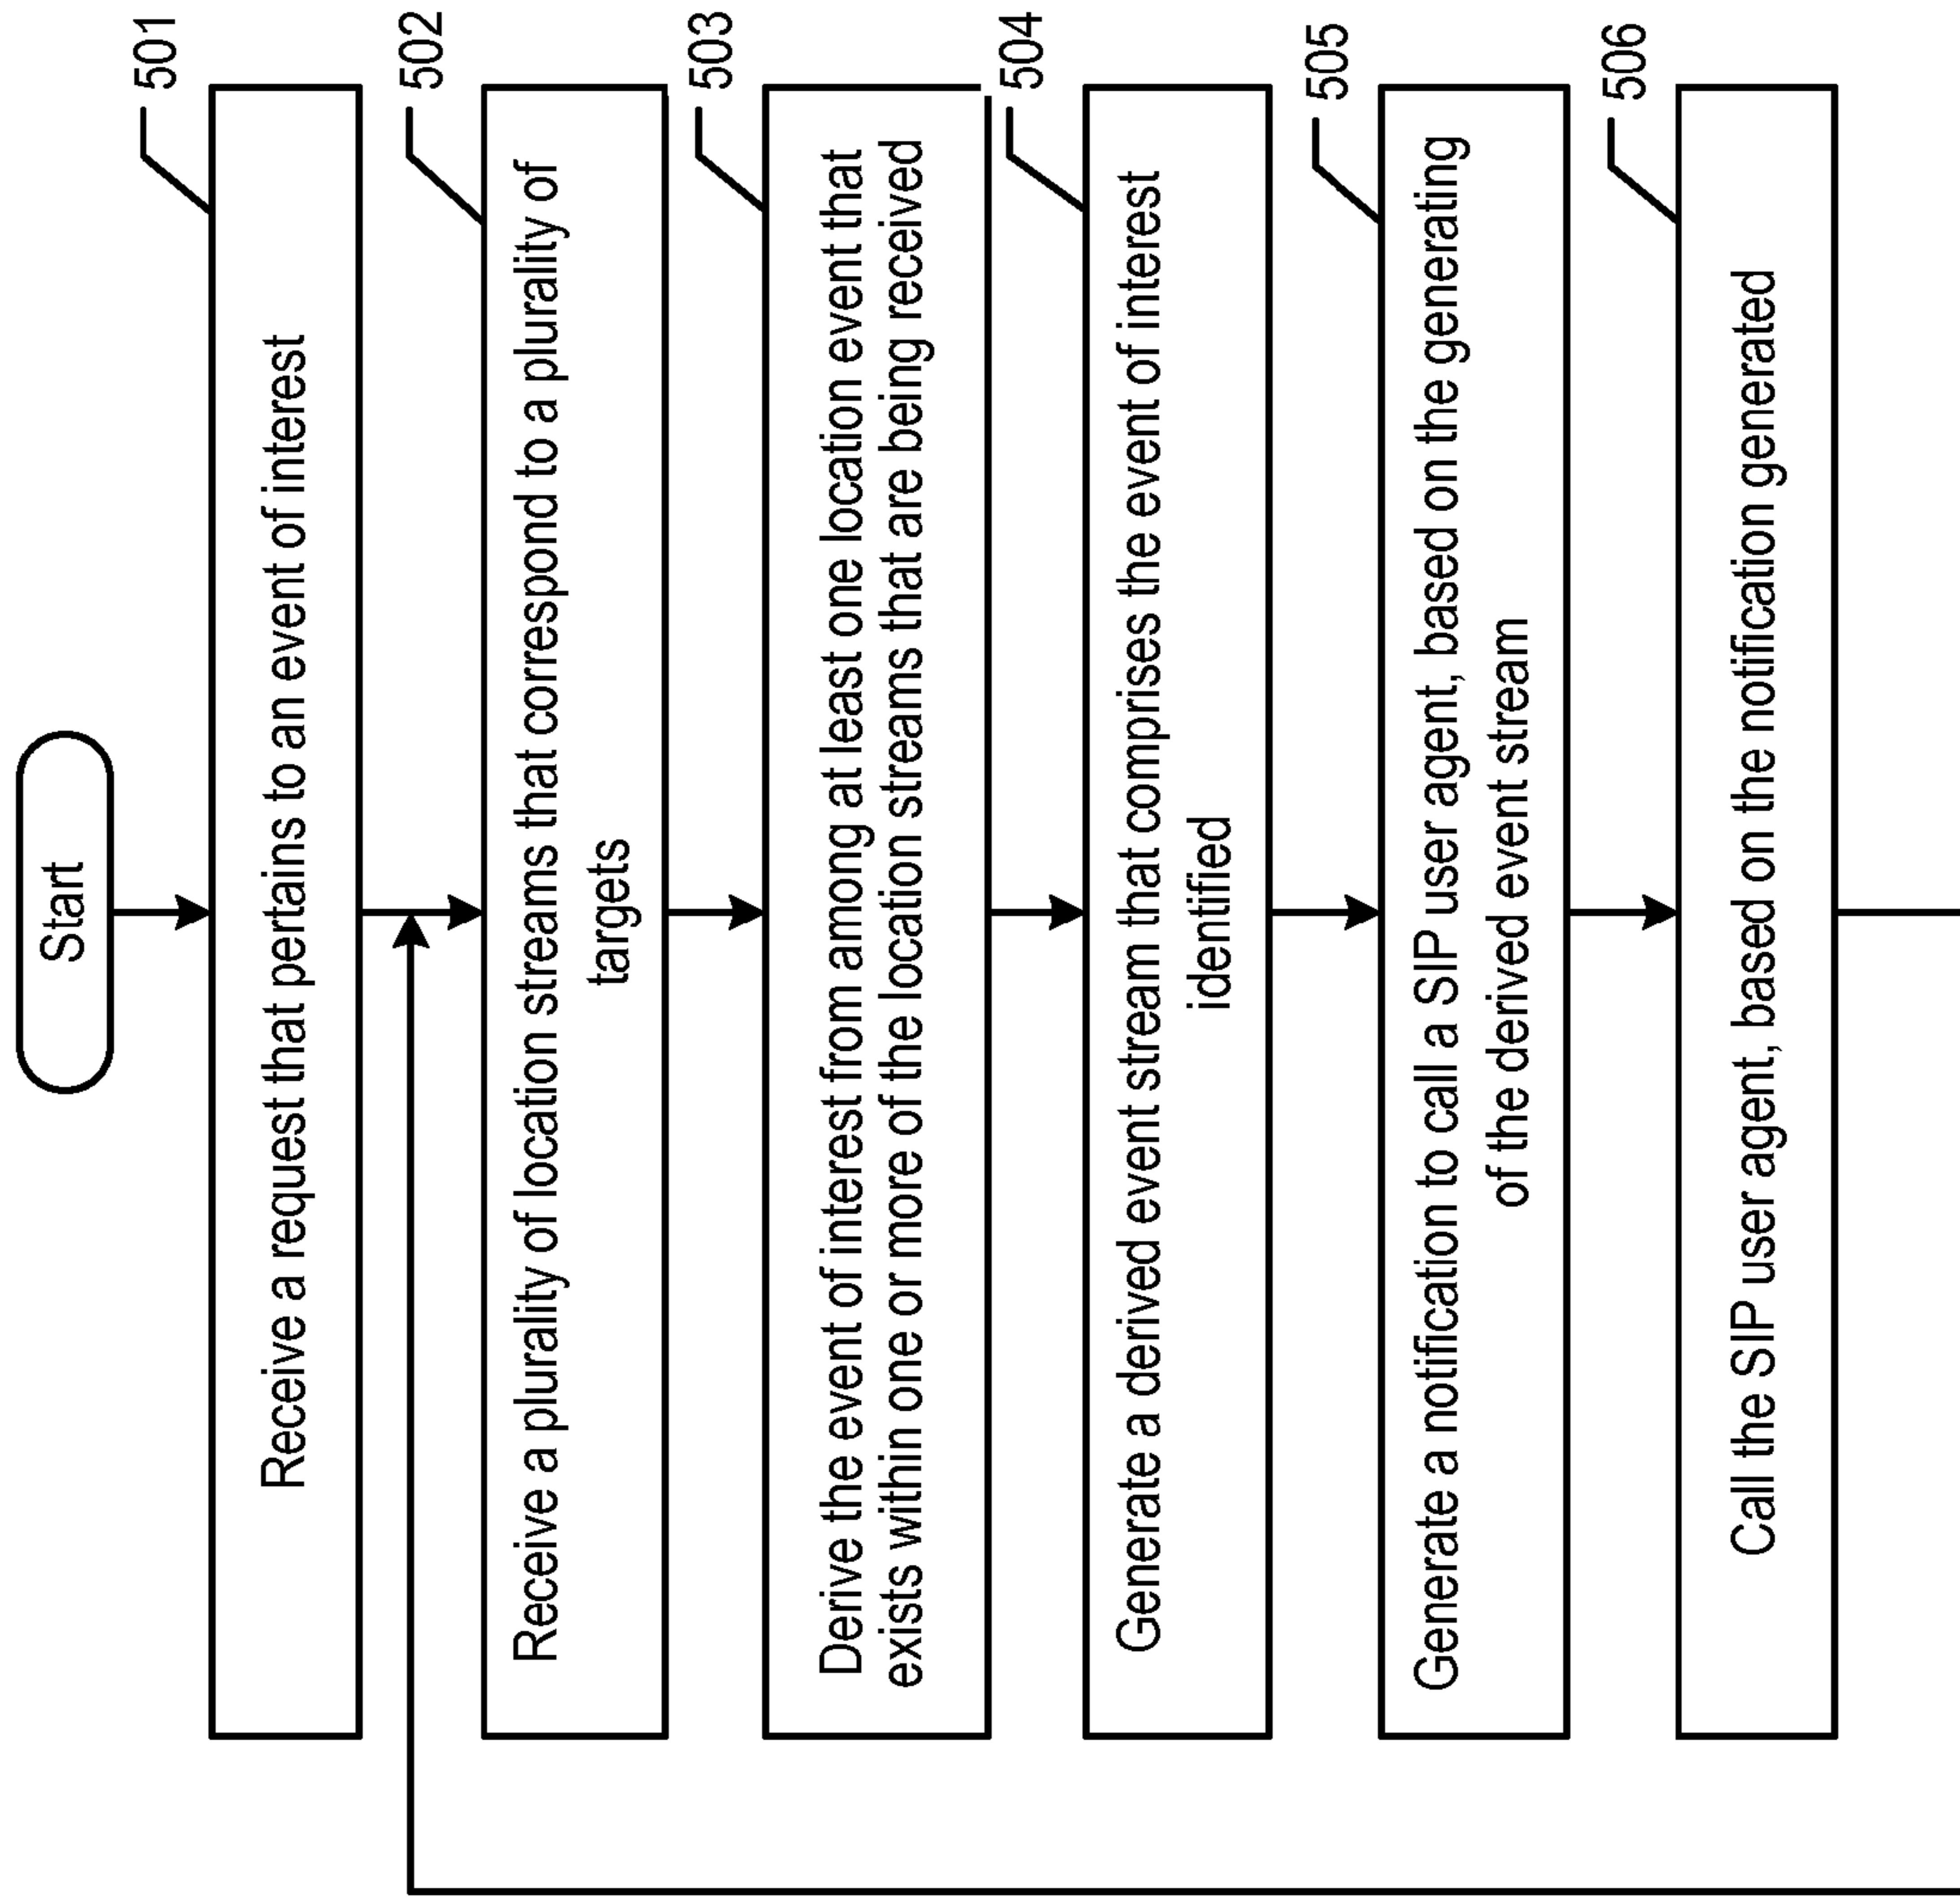 Start
501
Receive a request that pertains to an event of interest
502
Receive a plurality of location streams that correspond to a plurality of
targets
503
Derive the event of interest from among at least one location event that
exists within one or more of the location streams that are being received
504
Generate a derived event stream that comprises the event of interest
identified
505
Generate a notification to call a SIP user agent, based on the generating
of the derived event stream
506
Call the SIP user agent, based on the notification generated